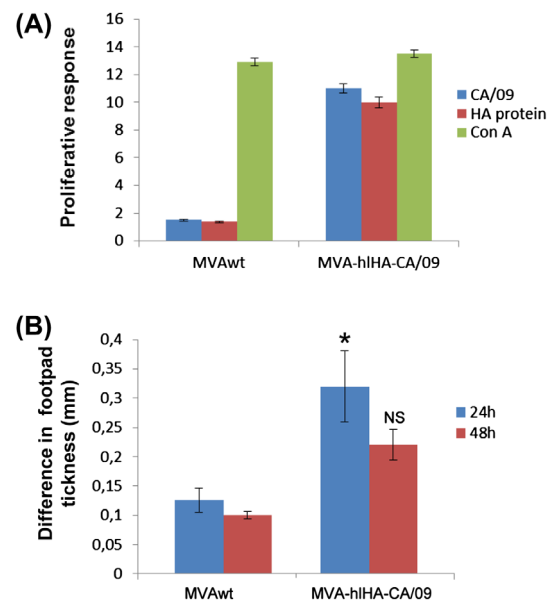 (A)
Proliferative response
16
14
12
10
8
6
4
2
0
MVAwt
MVA-hlHA-CA/09
CA/09
HA protein
Con A
(B)
Difference in footpad
tickness (mm)
0,4
0,35
0,3
0,25
0,2
0,15
0,1
0,05
0
*
NS
MVAwt
MVA-hlHA-CA/09
24h
48h